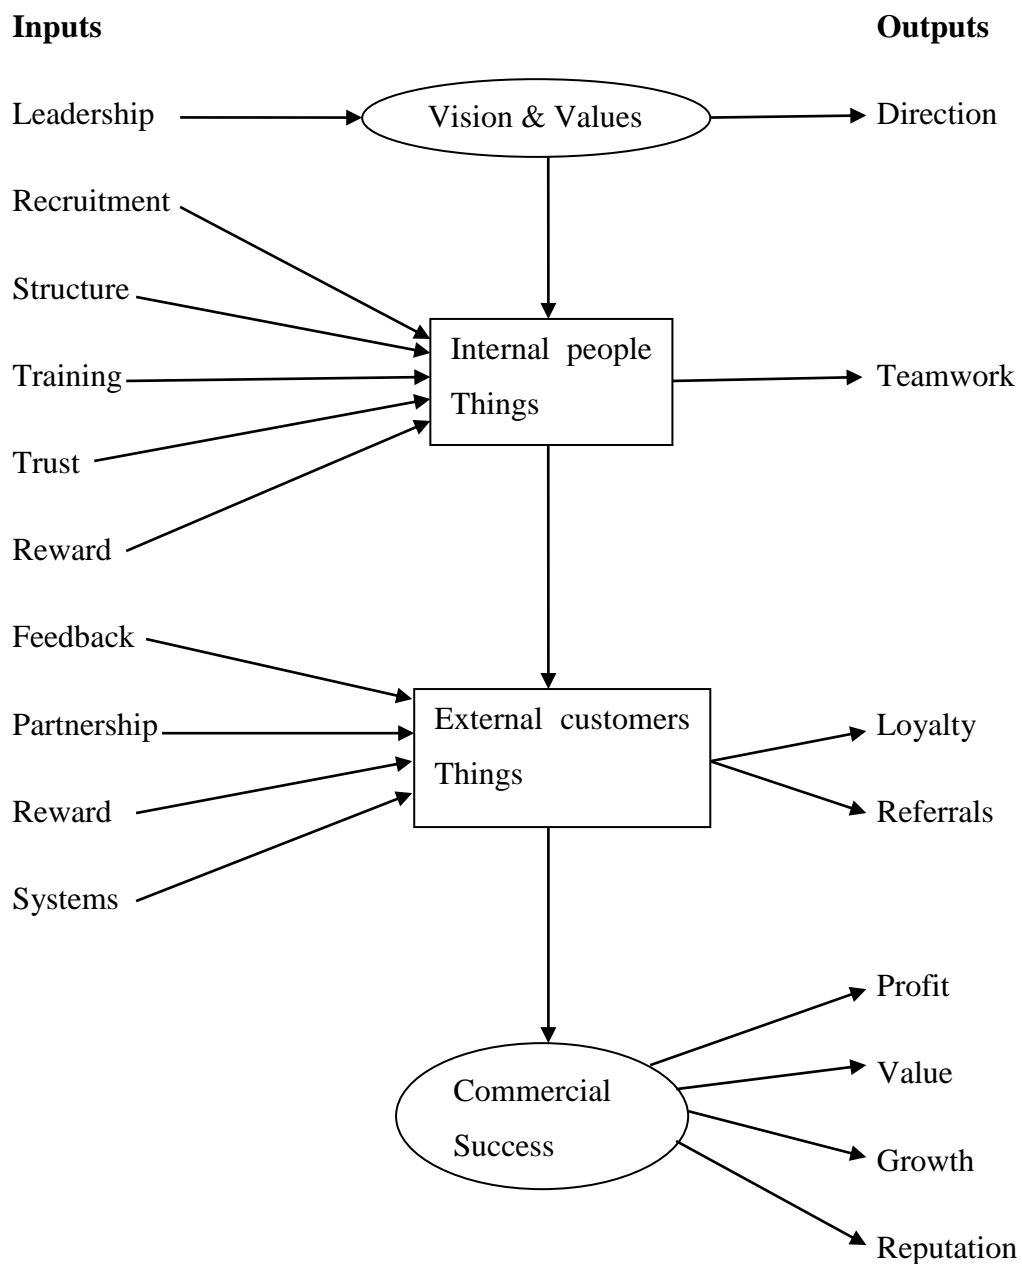 Inputs
Outputs
Leadership
Vision & Values
Direction
Recruitment
Structure
Internal people
Things
Training
Teamwork
Trust
Reward
Feedback
Partnership
External customers
Things
Loyalty
Reward
Referrals
Systems
Profit
Commercial
Success
Value
Growth
Reputation